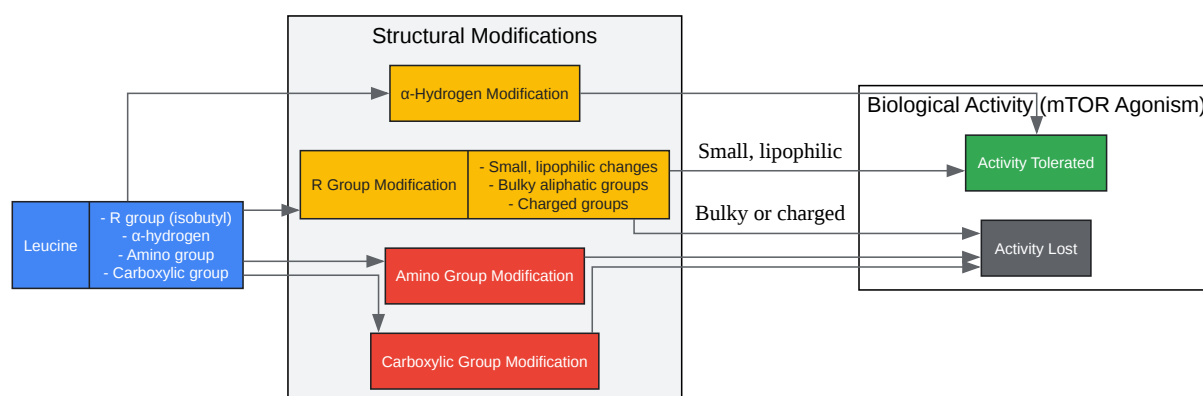 Structural Modifications
α-Hydrogen Modification
Biological Activity (mTOR Agonism)
Small, lipophilic
Activity Tolerated
R Group Modification
- Small, lipophilic changes
- Bulky aliphatic groups
- Charged groups
Bulky or charged
Leucine
- R group (isobutyl)
- α-hydrogen
- Amino group
- Carboxylic group
Activity Lost
Amino Group Modification
Carboxylic Group Modification